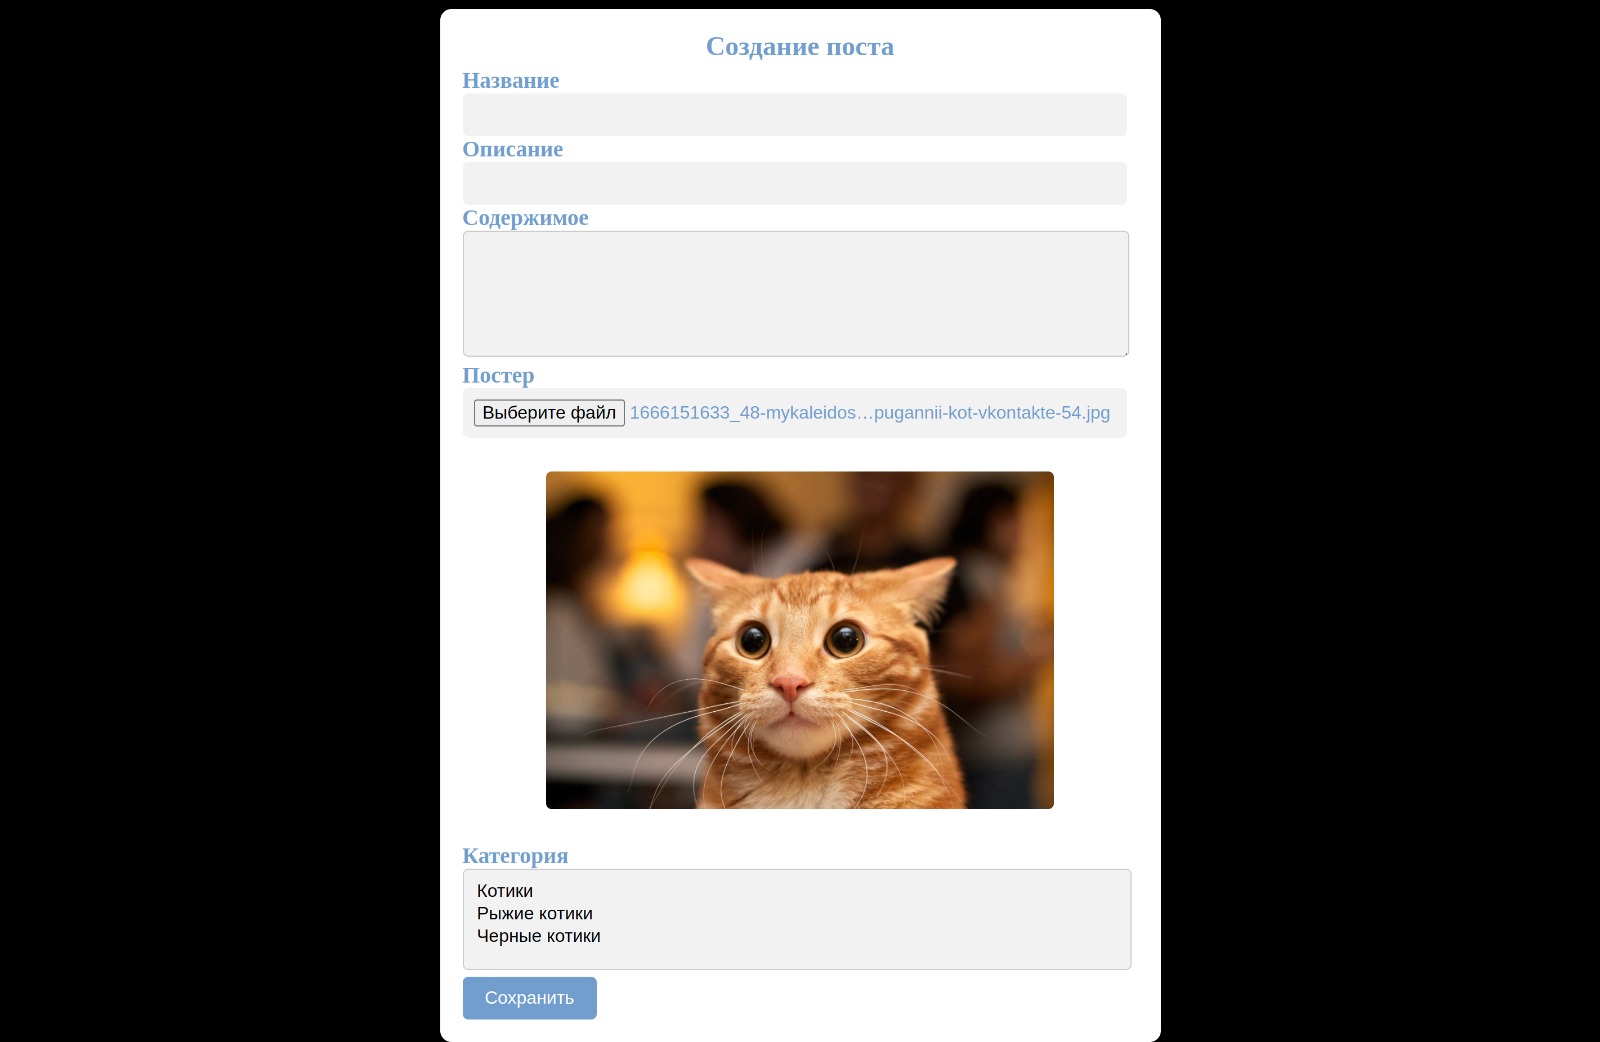 Создание поста
Название
Описание
Содержимое
Постер
Выберите файл 1666151633_48-mykaleidos…pugannii-kot-vkontakte-54.jpg
Категория
Котики
Рыжие котики
Черные котики
Сохранить